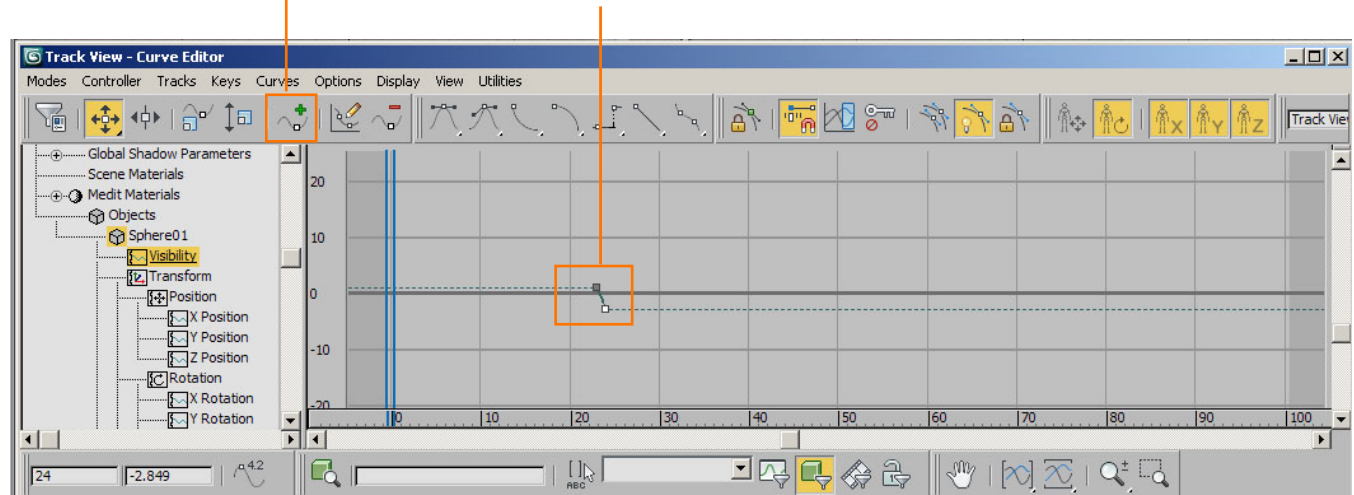 Track View - Curve Editor
Modes Controller Tracks Keys Curves Options Display View Utilities
X Y Z Track Vie
Global Shadow Parameters
Scene Materials
Medit Materials
Objects
Sphere01
Visibility
Transform
Position
X Position
Y Position
Z Position
Rotation
X Rotation
Y Rotation
20
10
0
-10
-20
0 10 20 30 40 50 60 70 80 90 100
24 -2.849 4.2 ABC